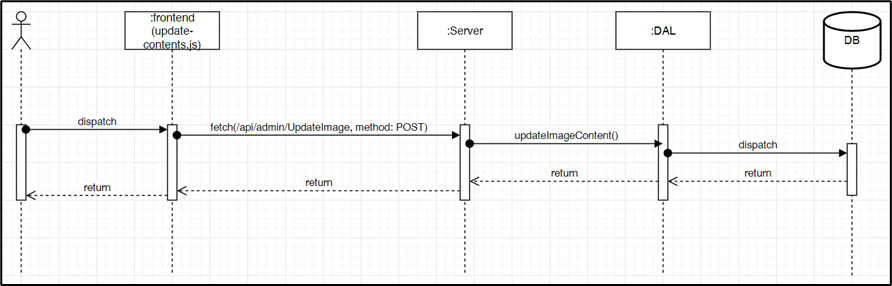 :frontend
(update-
contents.js)
:Server
:DAL
DB
dispatch
fetch(/api/admin/UpdateImage, method: POST)
updateImageContent()
dispatch
return
return
return
return